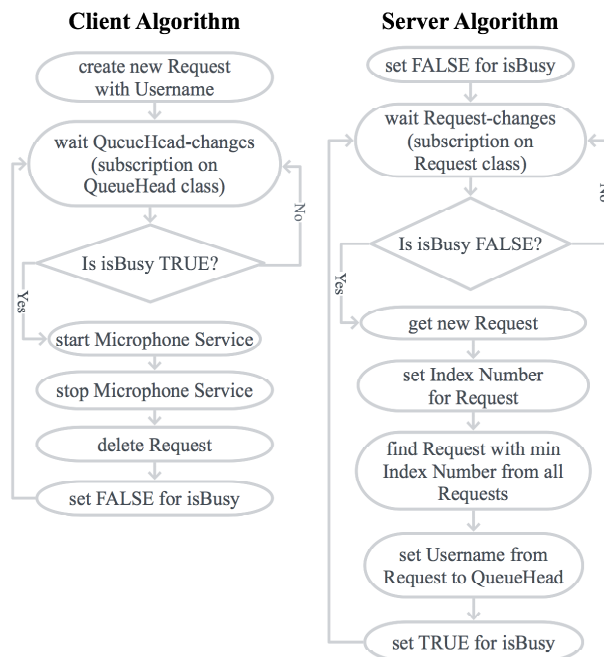 Client Algorithm
create new Request
with Username
wait QueueHead-changes
(subscription on
QueueHead class)
No
Is isBusy TRUE?
Yes
start Microphone Service
stop Microphone Service
delete Request
set FALSE for isBusy
Server Algorithm
set FALSE for isBusy
wait Request-changes
(subscription on
Request class)
No
Is isBusy FALSE?
Yes
get new Request
set Index Number
for Request
find Request with min
Index Number from all
Requests
set Username from
Request to QueueHead
set TRUE for isBusy